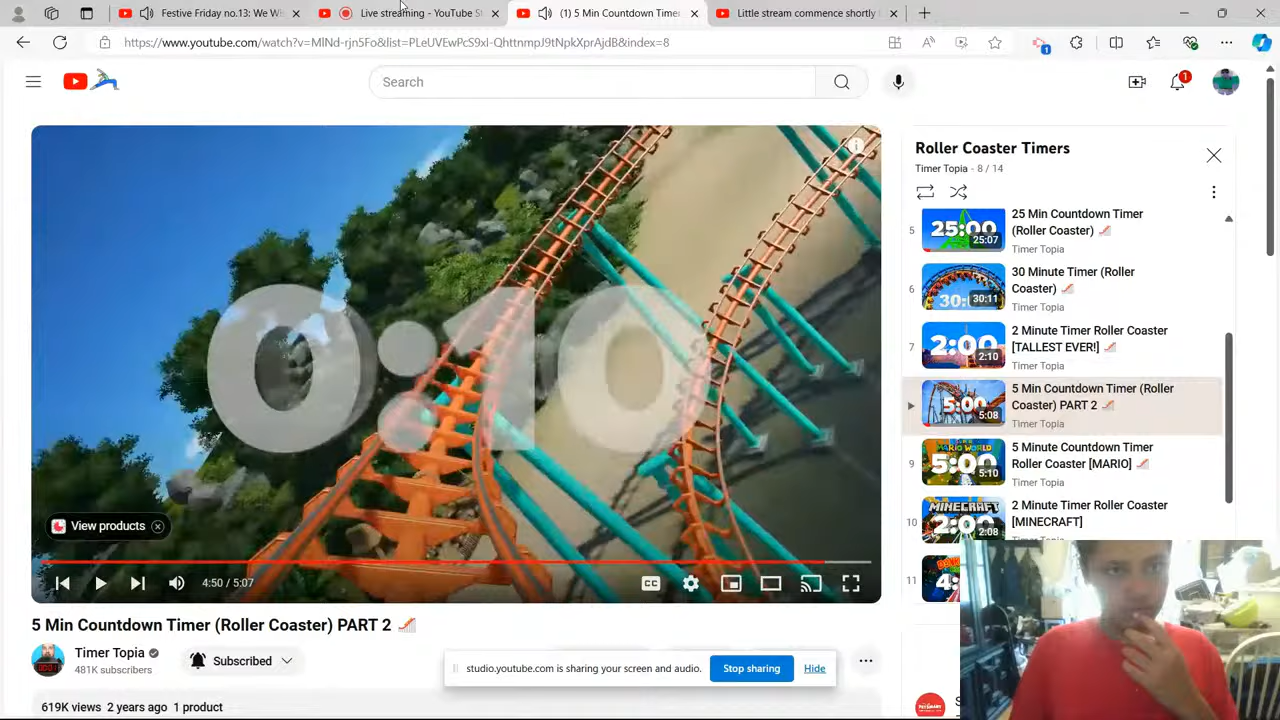 Festive Friday no.13: We Wis
Live streaming - YouTube S
(1) 5 Min Countdown Timer
Little stream commence shortly
https://www.youtube.com/watch?v=MlNd-rjn5Fo&list=PLeUVEwPcS9xI-QhttnmpJ9tNpkXprAjdB&index=8
1
Search
1
0:10
View products
4:50 / 5:07
CC
5 Min Countdown Timer (Roller Coaster) PART 2
Timer Topia
481K subscribers
Subscribed
619K views 2 years ago 1 product
studio.youtube.com is sharing your screen and audio.
Stop sharing
Hide
Roller Coaster Timers
Timer Topia - 8 / 14
5
25:00
25:07
25 Min Countdown Timer
(Roller Coaster)
Timer Topia
6
30:
30:11
30 Minute Timer (Roller
Coaster)
Timer Topia
7
2:00
2:10
2 Minute Timer Roller Coaster
[TALLEST EVER!]
Timer Topia
5:00
5:08
5 Min Countdown Timer (Roller
Coaster) PART 2
Timer Topia
9
MARIO WORLD
5:00
5:10
5 Minute Countdown Timer
Roller Coaster [MARIO]
Timer Topia
10
MINECRAFT
2:00
2:08
2 Minute Timer Roller Coaster
[MINECRAFT]
11
4: